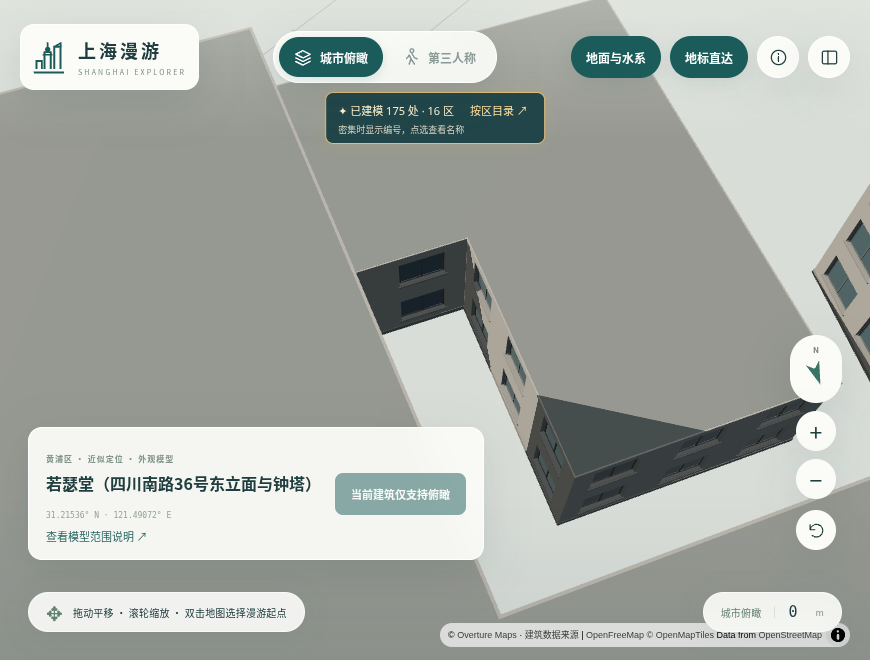 上海漫游
SHANGHAI EXPLORER
城市俯瞰
第三人称
地面与水系
地标直达
✦ 已建模 175 处 · 16 区 按区目录 ↗
密集时显示编号，点选查看名称
N
黄浦区 · 近似定位 · 外观模型
若瑟堂（四川南路36号东立面与钟塔）
当前建筑仅支持俯瞰
31.21536° N · 121.49072° E
查看模型范围说明 ↗
拖动平移 · 滚轮缩放 · 双击地图选择漫游起点
城市俯瞰 0 m
© Overture Maps · 建筑数据来源 | OpenFreeMap © OpenMapTiles Data from OpenStreetMap